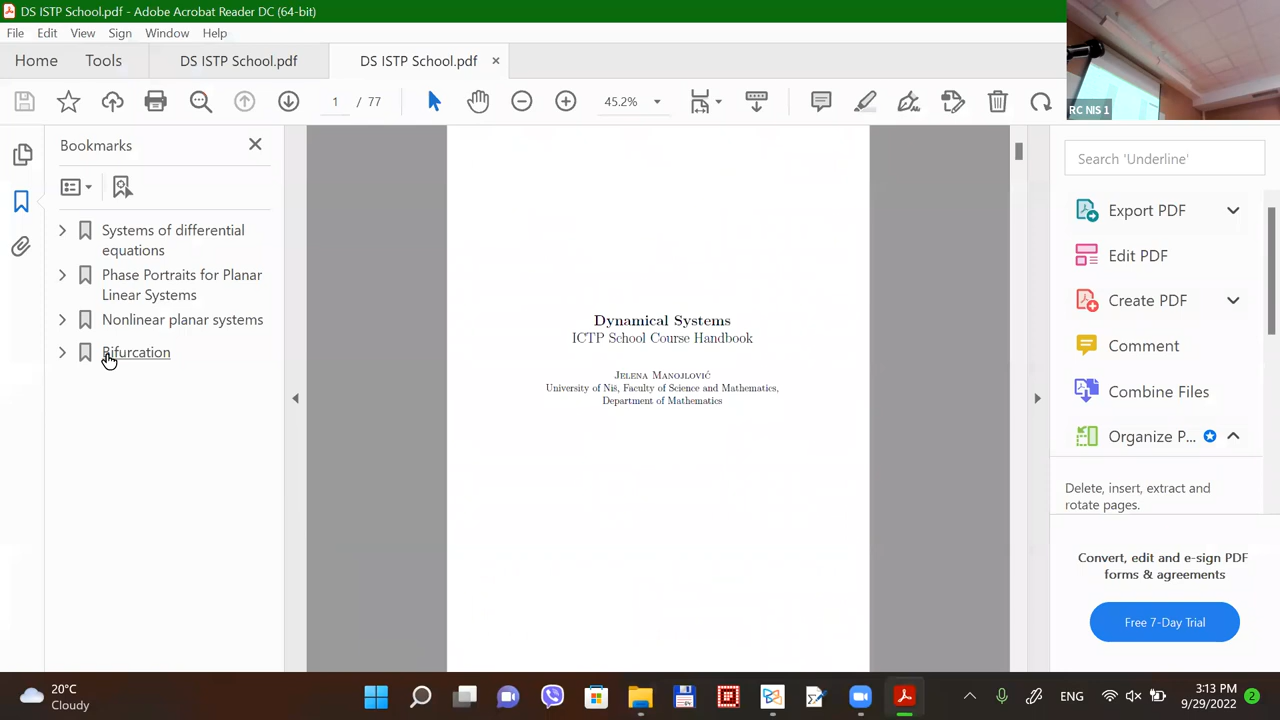 DS ISTP School.pdf - Adobe Acrobat Reader DC (64-bit)
File Edit View Sign Window Help
Home Tools DS ISTP School.pdf DS ISTP School.pdf ×
1 / 77 45.2%
RC NIS 1
Bookmarks
Search 'Underline'
Systems of differential
equations
Phase Portraits for Planar
Linear Systems
Nonlinear planar systems
Bifurcation
Dynamical Systems
ICTP School Course Handbook
Jelena Manojlović
University of Niš, Faculty of Science and Mathematics,
Department of Mathematics
Export PDF
Edit PDF
Create PDF
Comment
Combine Files
Organize P...
Delete, insert, extract and
rotate pages.
Convert, edit and e-sign PDF
forms & agreements
Free 7-Day Trial
20°C
Cloudy
ENG
3:13 PM
9/29/2022
2